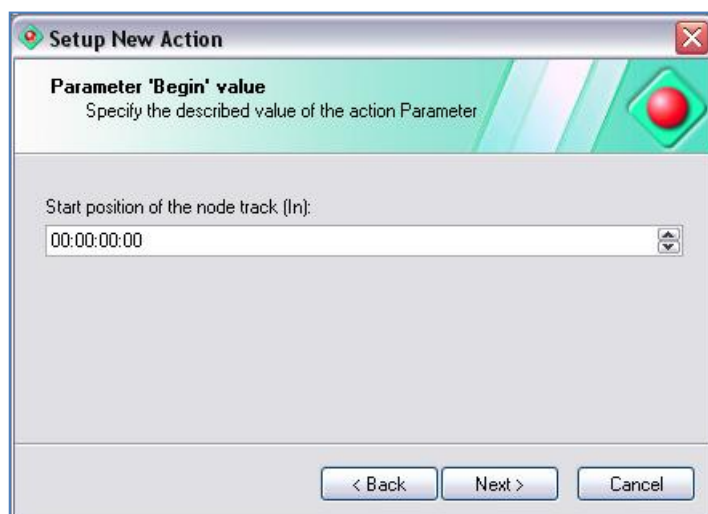 Setup New Action
Parameter 'Begin' value
Specify the described value of the action Parameter
Start position of the node track (In):
00:00:00:00
< Back Next > Cancel